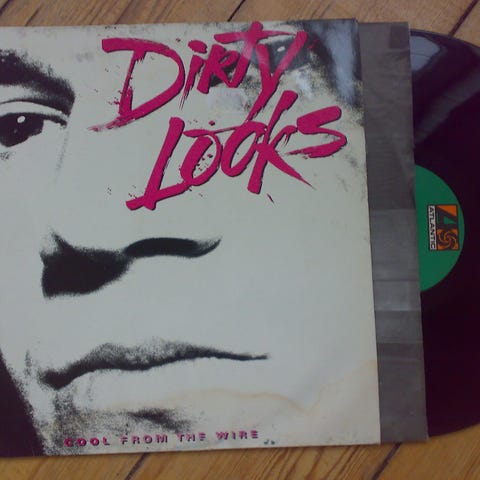 Dirty
Looks
COOL FROM THE WIRE
ATLANTIC